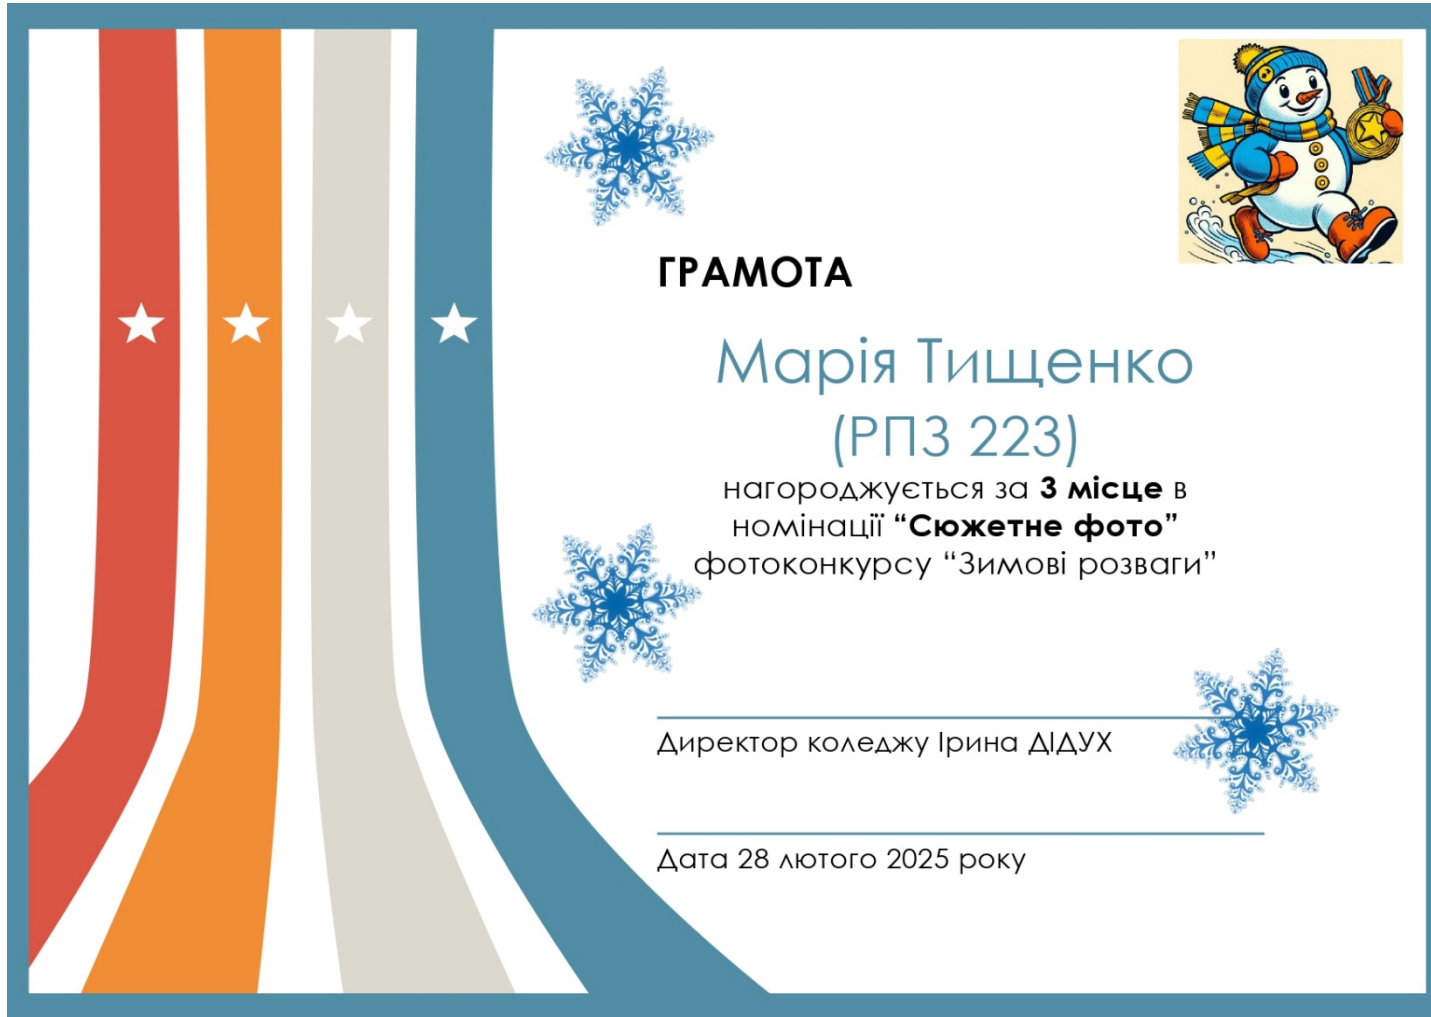 ГРАМОТА
Марія Тищенко
(РПЗ 223)
нагороджується за 3 місце в
номінації “Сюжетне фото”
фотоконкурсу “Зимові розваги”
Директор коледжу Ірина ДІДУХ
Дата 28 лютого 2025 року